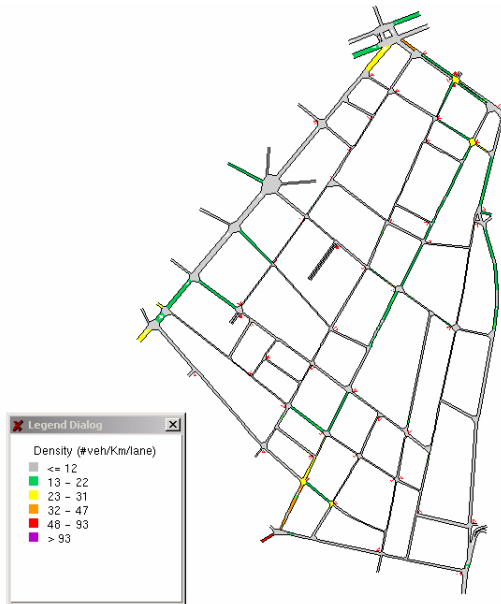 Legend Dialog
Density (#veh/Km/lane)
<= 12
13 - 22
23 - 31
32 - 47
48 - 93
> 93